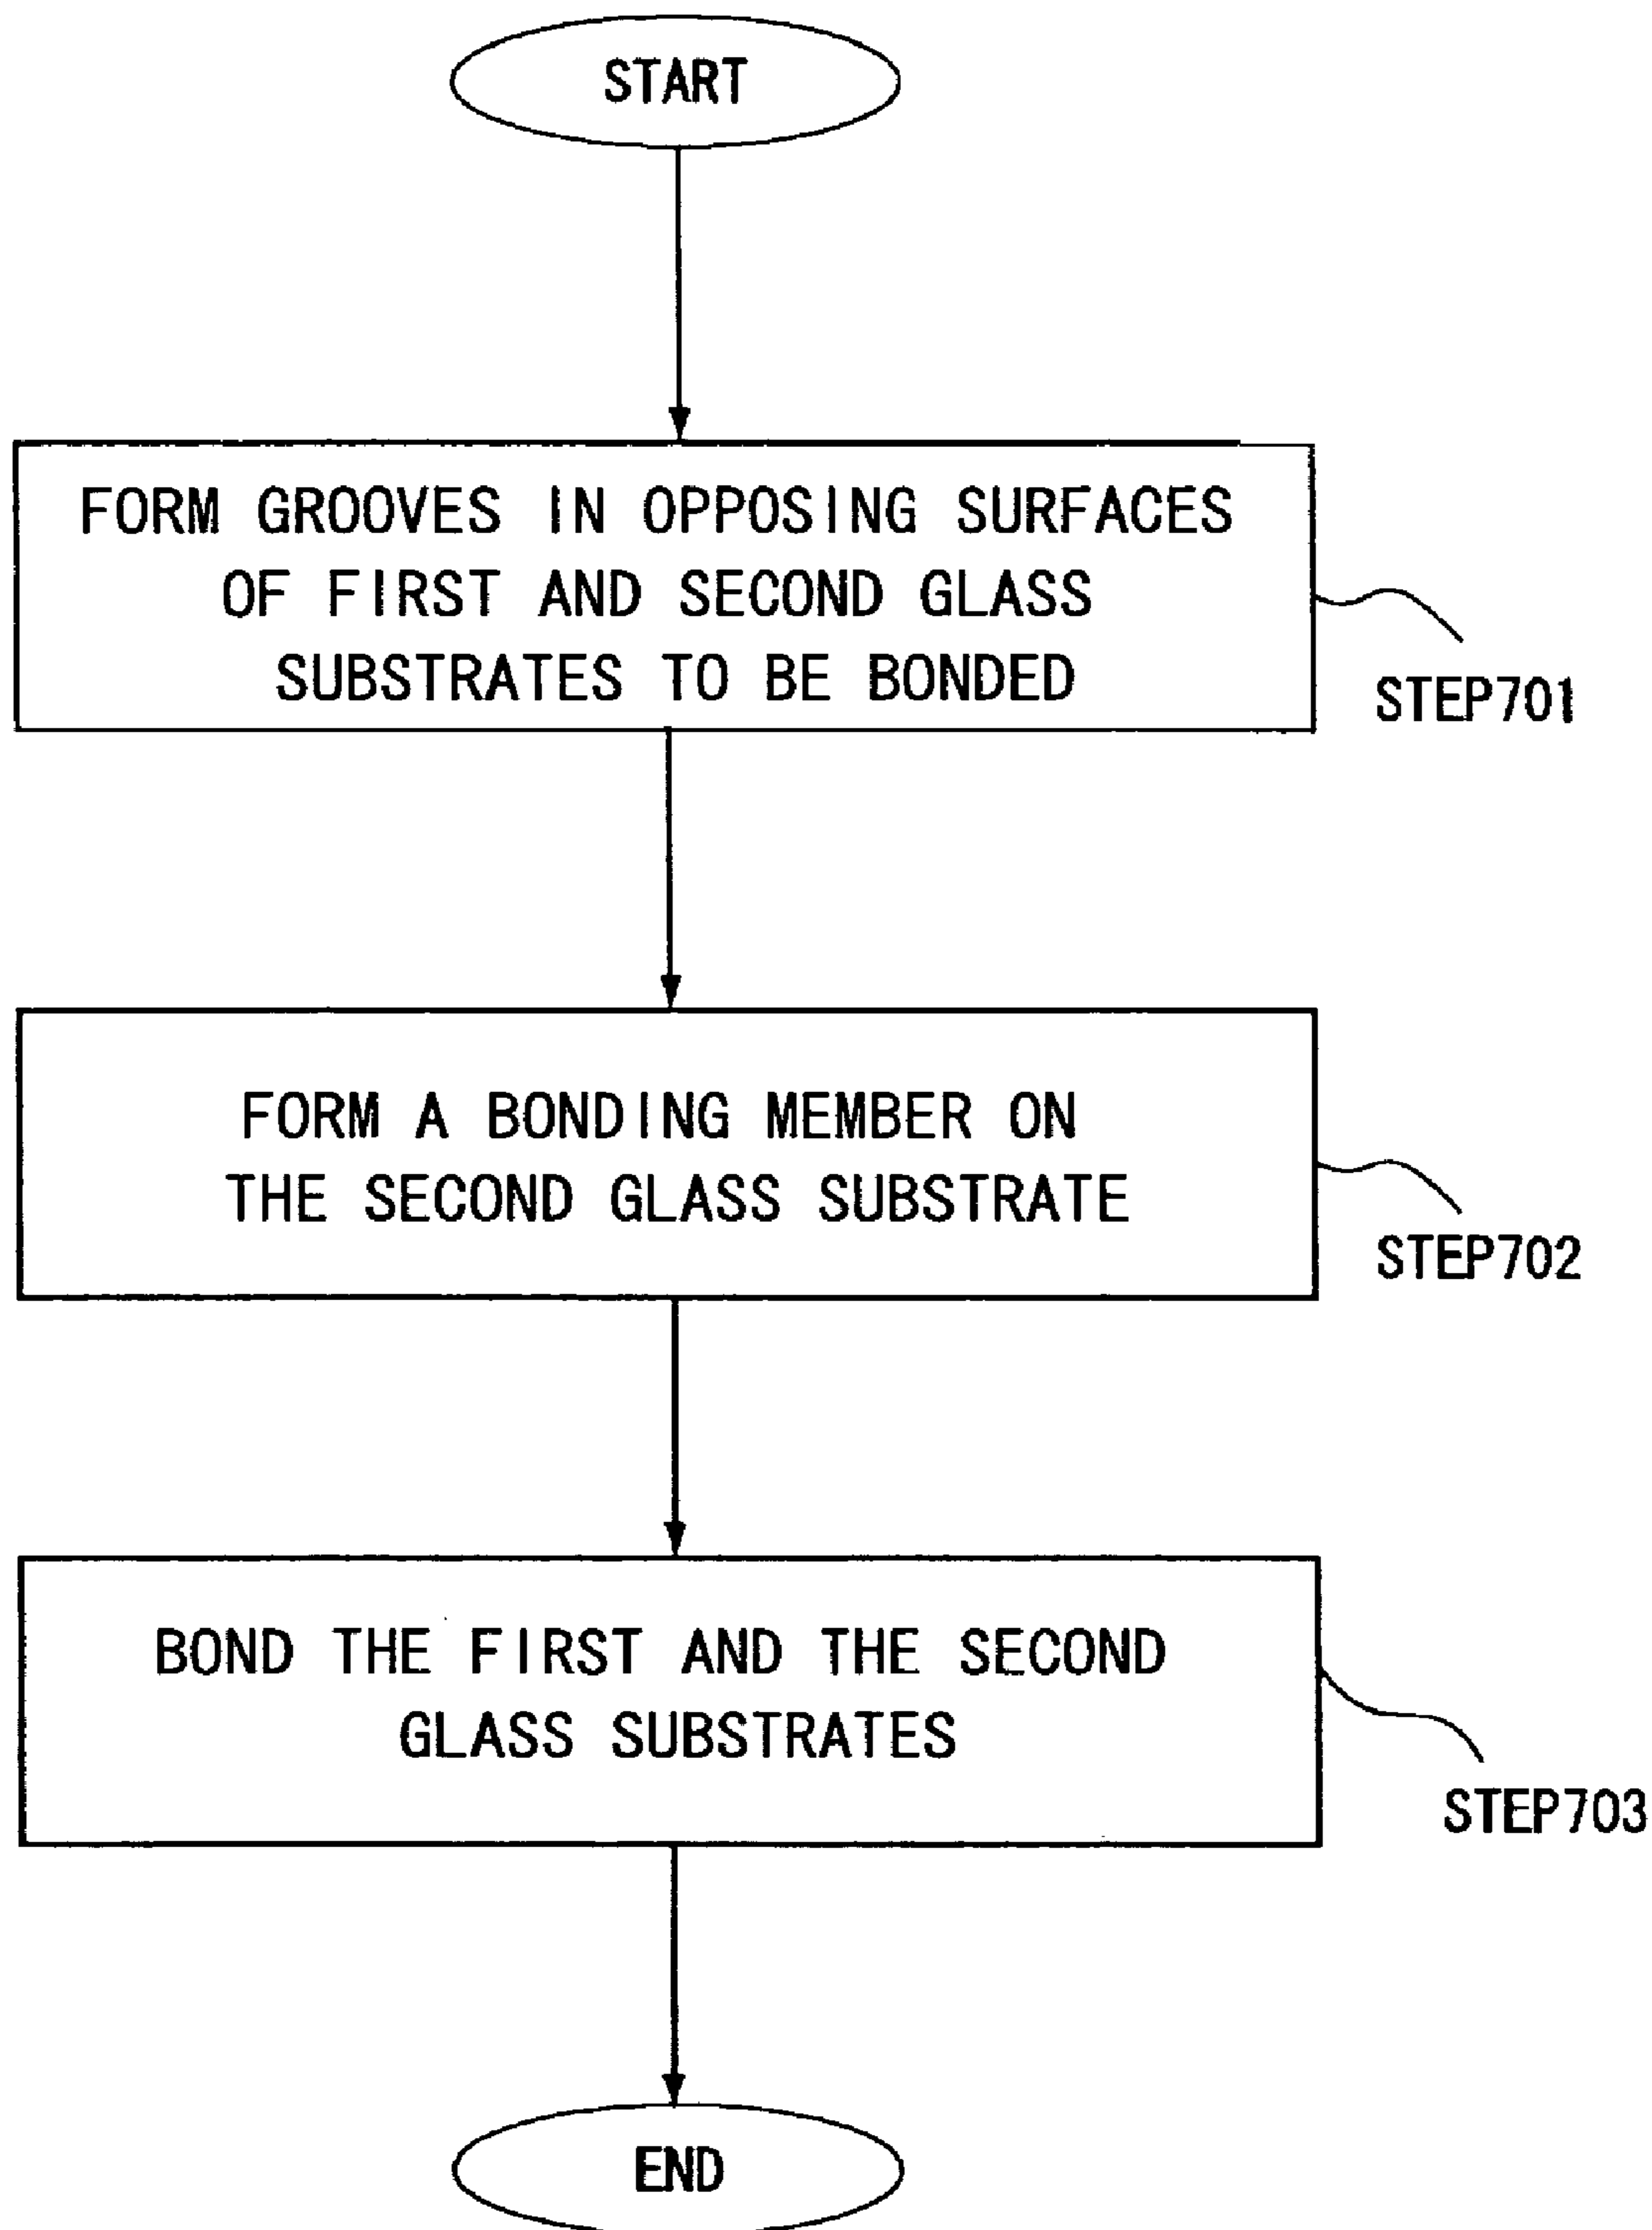 START
FORM GROOVES IN OPPOSING SURFACES
OF FIRST AND SECOND GLASS
SUBSTRATES TO BE BONDED
STEP701
FORM A BONDING MEMBER ON
THE SECOND GLASS SUBSTRATE
STEP702
BOND THE FIRST AND THE SECOND
GLASS SUBSTRATES
STEP703
END